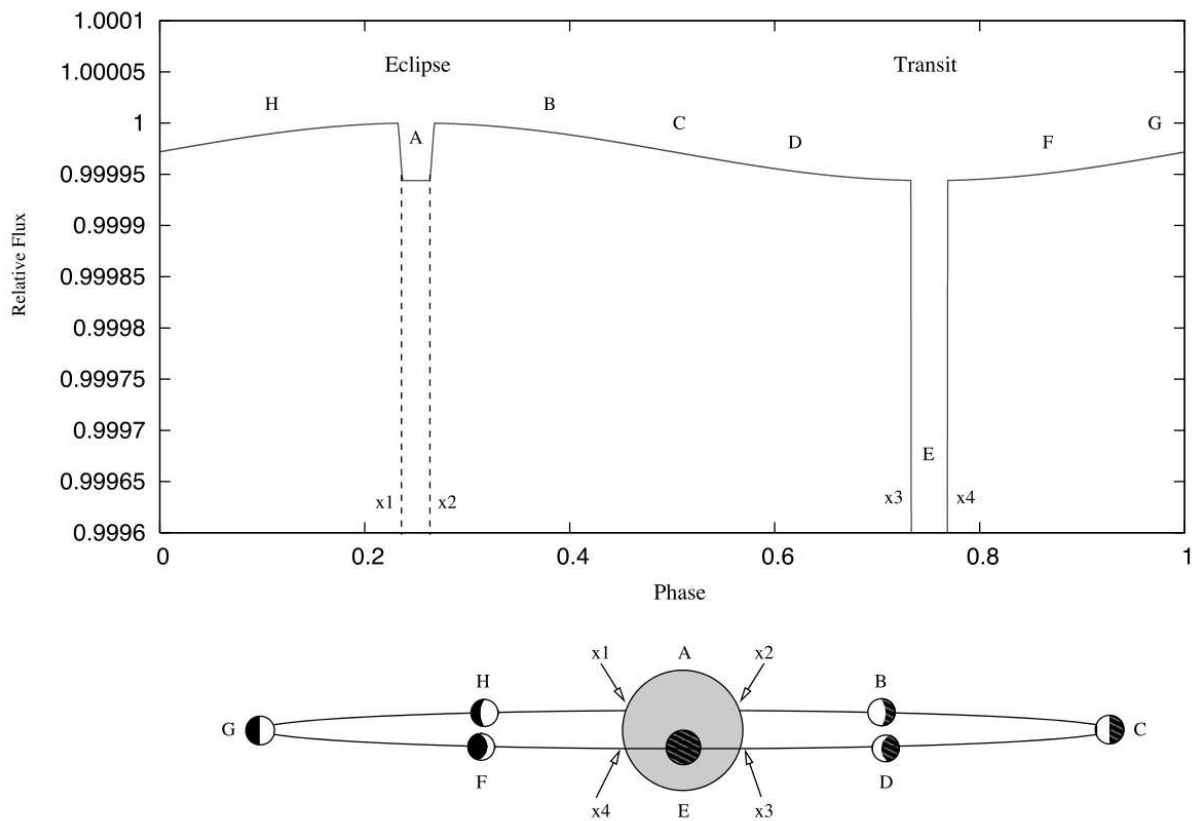 1.0001
1.00005
1
0.99995
0.9999
0.99985
0.9998
0.99975
0.9997
0.99965
0.9996
Relative Flux
Eclipse
Transit
H
A
B
C
D
E
F
G
x1
x2
x3
x4
0
0.2
0.4
0.6
0.8
1
Phase
x1
A
x2
H
B
G
C
F
D
x4
E
x3